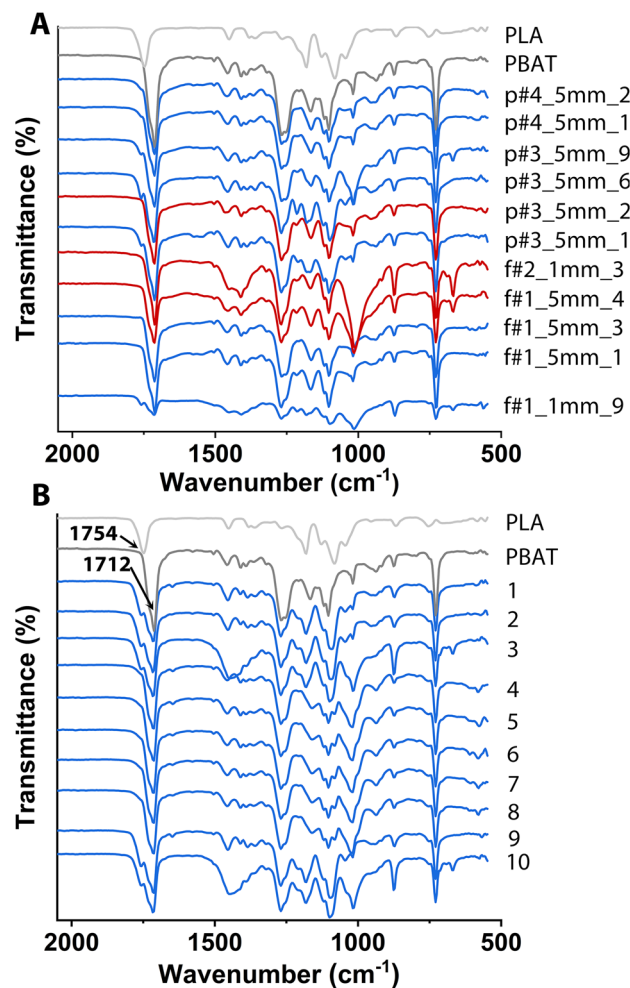 A
PLA
PBAT
p#4_5mm_2
p#4_5mm_1
p#3_5mm_9
p#3_5mm_6
p#3_5mm_2
p#3_5mm_1
f#2_1mm_3
f#1_5mm_4
f#1_5mm_3
f#1_5mm_1
f#1_1mm_9
Transmittance (%)
2000 1500 1000 500
Wavenumber (cm⁻¹)
B
PLA
1754
PBAT
1712
1
2
3
4
5
6
7
8
9
10
Transmittance (%)
2000 1500 1000 500
Wavenumber (cm⁻¹)